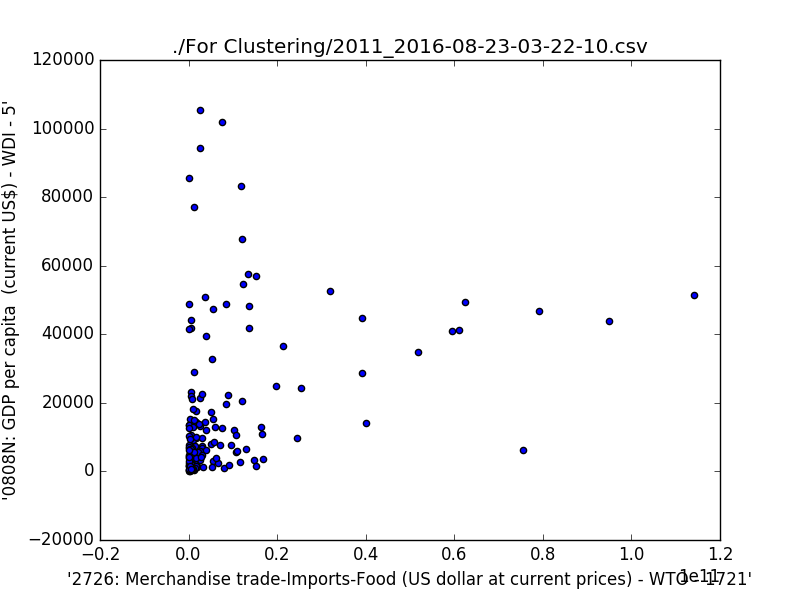 ./For Clustering/2011_2016-08-23-03-22-10.csv
120000
100000
80000
60000
40000
20000
0
−20000
'0808N: GDP per capita  (current US$) - WDI - 5'
−0.2 0.0 0.2 0.4 0.6 0.8 1.0 1.2
1e11
'2726: Merchandise trade-Imports-Food (US dollar at current prices) - WTO - 1721'